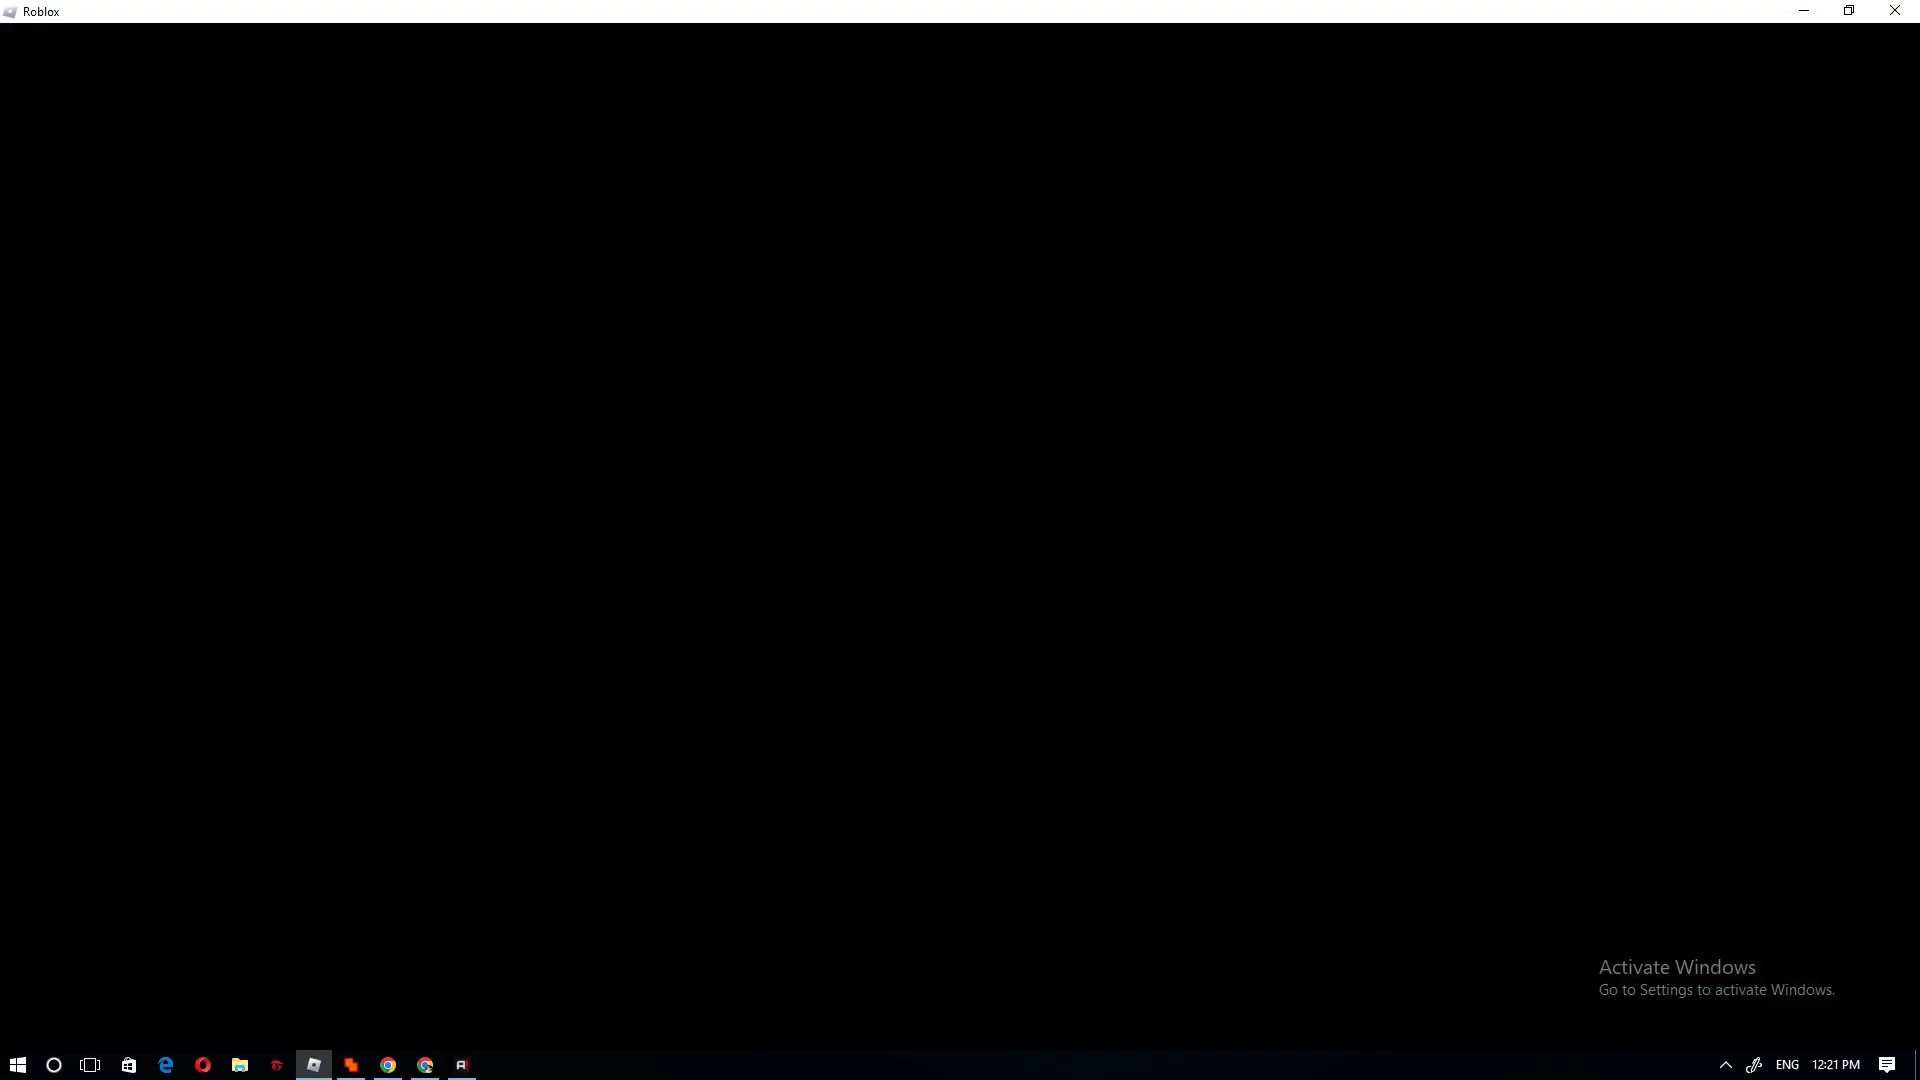 Roblox
Activate Windows
Go to Settings to activate Windows.
ENG 12:21 PM